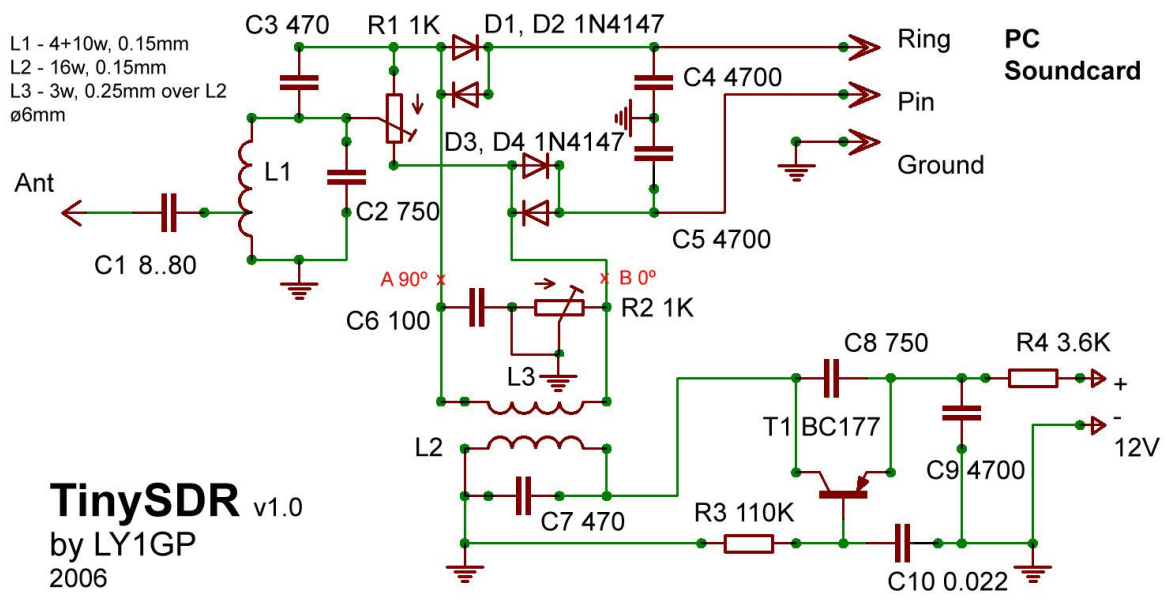 C3 470
R1 1K
D1, D2 1N4147
L1 - 4+10w, 0.15mm
L2 - 16w, 0.15mm
L3 - 3w, 0.25mm over L2
ø6mm
Ring
PC
Soundcard
C4 4700
Pin
D3, D4 1N4147
Ground
L1
Ant
C2 750
C5 4700
C1 8..80
A 90º
B 0º
C6 100
R2 1K
C8 750
R4 3.6K
L3
+
-
12V
T1 BC177
L2
C9 4700
TinySDR v1.0
C7 470
R3 110K
by LY1GP
2006
C10 0.022